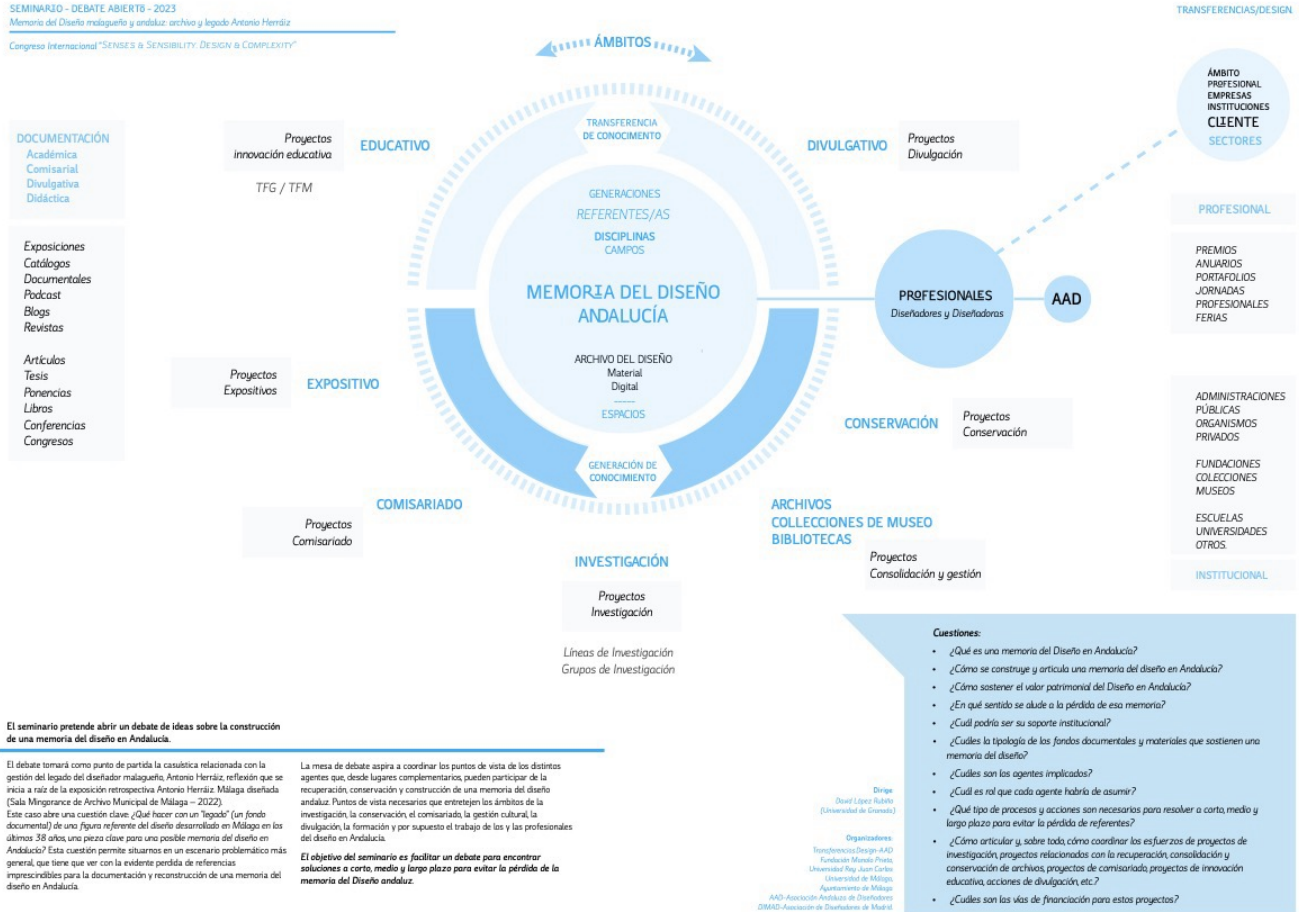 SEMINARIO - DEBATE ABIERTO - 2023
Memoria del Diseño malagueño y andaluz: archivo y legado Antonio Herráiz
Congreso Internacional "SENSES & SENSIBILITY: DESIGN & COMPLEXITY"
TRANSFERENCIAS/DESIGN
ÁMBITOS
TRANSFERENCIA
DE CONOCIMENTO
GENERACIONES
REFERENTES/AS
DISCIPLINAS
CAMPOS
MEMORIA DEL DISEÑO
ANDALUCÍA
ARCHIVO DEL DISEÑO
Material
Digital
-----
ESPACIOS
GENERACIÓN DE
CONOCIMIENTO
DOCUMENTACIÓN
Académica
Comisarial
Divulgativa
Didáctica
Exposiciones
Catálogos
Documentales
Podcast
Blogs
Revistas
Artículos
Tesis
Ponencias
Libros
Conferencias
Congresos
Proyectos
innovación educativa
EDUCATIVO
TFG / TFM
Proyectos
Expositivos
EXPOSITIVO
COMISARIADO
Proyectos
Comisariado
INVESTIGACIÓN
Proyectos
Investigación
Líneas de Investigación
Grupos de Investigación
DIVULGATIVO
Proyectos
Divulgación
PROFESIONALES
Diseñadores y Diseñadoras
AAD
CONSERVACIÓN
Proyectos
Conservación
ARCHIVOS
COLLECCIONES DE MUSEO
BIBLIOTECAS
Proyectos
Consolidación y gestión
ÁMBITO
PROFESIONAL
EMPRESAS
INSTITUCIONES
CLIENTE
SECTORES
PROFESIONAL
PREMIOS
ANUARIOS
PORTAFOLIOS
JORNADAS
PROFESIONALES
FERIAS
ADMINISTRACIONES
PÚBLICAS
ORGANISMOS
PRIVADOS
FUNDACIONES
COLECCIONES
MUSEOS
ESCUELAS
UNIVERSIDADES
OTROS.
INSTITUCIONAL
El seminario pretende abrir un debate de ideas sobre la construcción
de una memoria del diseño en Andalucía.
El debate tomará como punto de partida la casuística relacionada con la
gestión del legado del diseñador malagueño, Antonio Herráiz, reflexión que se
inicia a raíz de la exposición retrospectiva Antonio Herráiz. Málaga diseñada
(Sala Mingorance de Archivo Municipal de Málaga – 2022).
Este caso abre una cuestión clave: ¿Qué hacer con un "legado" (un fondo
documental) de una figura referente del diseño desarrollado en Málaga en los
últimos 38 años, una pieza clave para una posible memoria del diseño en
Andalucía? Esta cuestión permite situarnos en un escenario problemático más
general, que tiene que ver con la evidente perdida de referencias
imprescindibles para la documentación y reconstrucción de una memoria del
diseño en Andalucía.
La mesa de debate aspira a coordinar los puntos de vista de los distintos
agentes que, desde lugares complementarios, pueden participar de la
recuperación, conservación y construcción de una memoria del diseño
andaluz. Puntos de vista necesarios que entretejen los ámbitos de la
investigación, la conservación, el comisariado, la gestión cultural, la
divulgación, la formación y por supuesto el trabajo de los y las profesionales
del diseño en Andalucía.
El objetivo del seminario es facilitar un debate para encontrar
soluciones a corto, medio y largo plazo para evitar la pérdida de la
memoria del Diseño andaluz.
Dirige
David López Rubiño
(Universidad de Granada)
Organizadores:
TransferenciasDesign-AAD
Fundación Manolo Prieto,
Universidad Rey Juan Carlos
Universidad de Málaga,
Ayuntamiento de Málaga
AAD-Asociación Andaluza de Diseñadores
DIMAD-Asociación de Diseñadores de Madrid.
Cuestiones:
• ¿Qué es una memoria del Diseño en Andalucía?
• ¿Cómo se construye y articula una memoria del diseño en Andalucía?
• ¿Cómo sostener el valor patrimonial del Diseño en Andalucía?
• ¿En qué sentido se alude a la pérdida de esa memoria?
• ¿Cuál podría ser su soporte institucional?
• ¿Cuáles la tipología de los fondos documentales y materiales que sostienen una
memoria del diseño?
• ¿Cuáles son los agentes implicados?
• ¿Cuál es rol que cada agente habría de asumir?
• ¿Qué tipo de procesos y acciones son necesarios para resolver a corto, medio y
largo plazo para evitar la pérdida de referentes?
• ¿Cómo articular y, sobre todo, cómo coordinar los esfuerzos de proyectos de
investigación, proyectos relacionados con la recuperación, consolidación y
conservación de archivos, proyectos de comisariado, proyectos de innovación
educativa, acciones de divulgación, etc.?
• ¿Cuáles son las vías de financiación para estos proyectos?